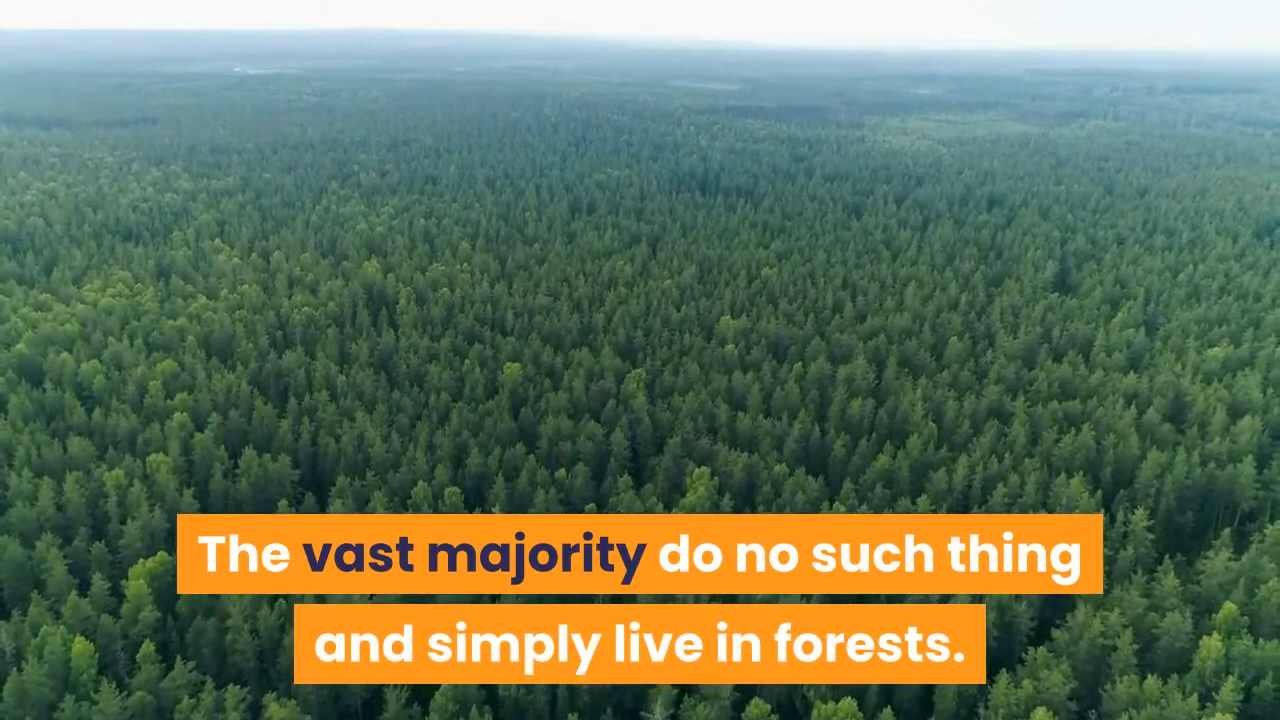 The vast majority do no such thing
and simply live in forests.